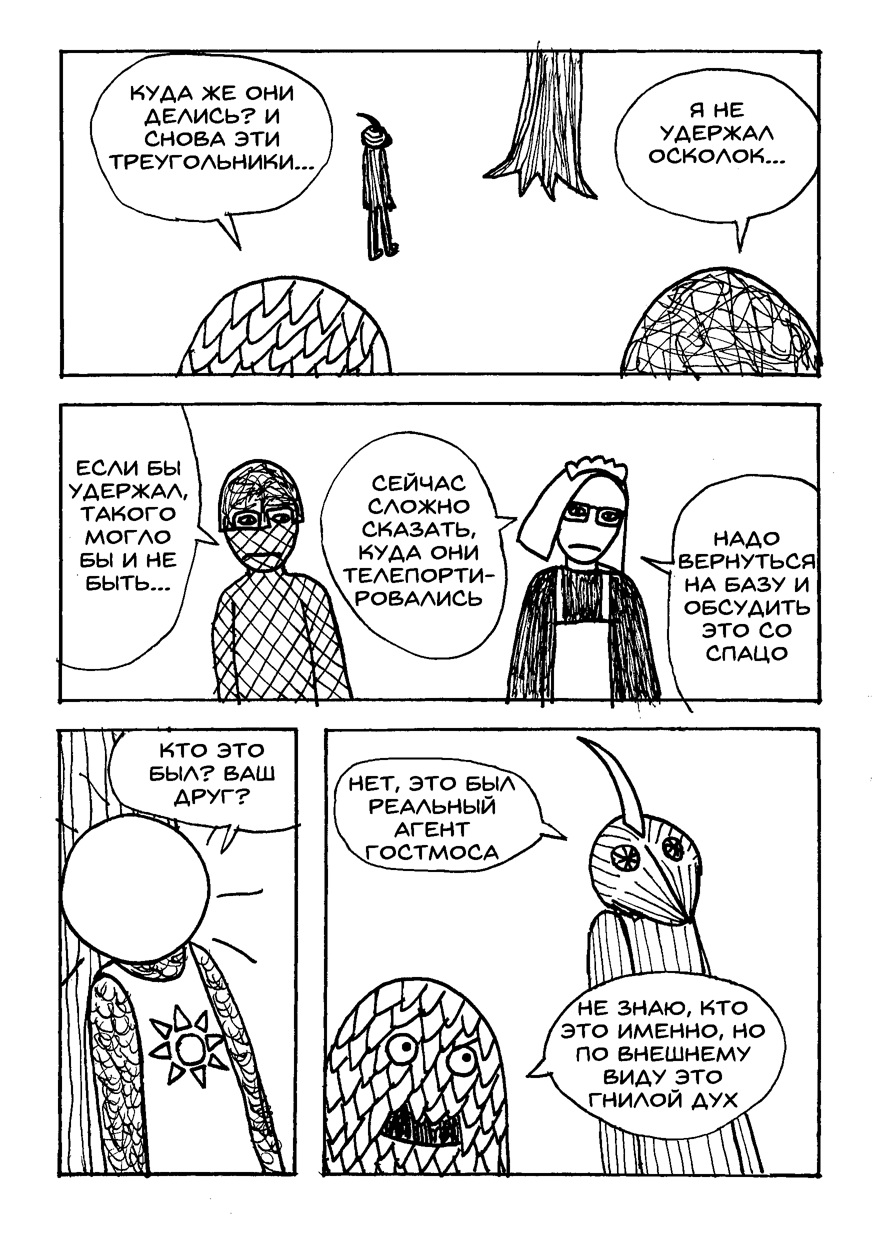 КУДА ЖЕ ОНИ
ДЕЛИСЬ? И
СНОВА ЭТИ
ТРЕУГОЛЬНИКИ...
Я НЕ
УДЕРЖАЛ
ОСКОЛОК...
ЕСЛИ БЫ
УДЕРЖАЛ,
ТАКОГО
МОГЛО
БЫ И НЕ
БЫТЬ...
СЕЙЧАС
СЛОЖНО
СКАЗАТЬ,
КУДА ОНИ
ТЕЛЕПОРТИ-
РОВАЛИСЬ
НАДО
ВЕРНУТЬСЯ
НА БАЗУ И
ОБСУДИТЬ
ЭТО СО
СПАЦО
КТО ЭТО
БЫЛ? ВАШ
ДРУГ?
НЕТ, ЭТО БЫЛ
РЕАЛЬНЫЙ
АГЕНТ
ГОСТМОСА
НЕ ЗНАЮ, КТО
ЭТО ИМЕННО, НО
ПО ВНЕШНЕМУ
ВИДУ ЭТО
ГНИЛОЙ ДУХ